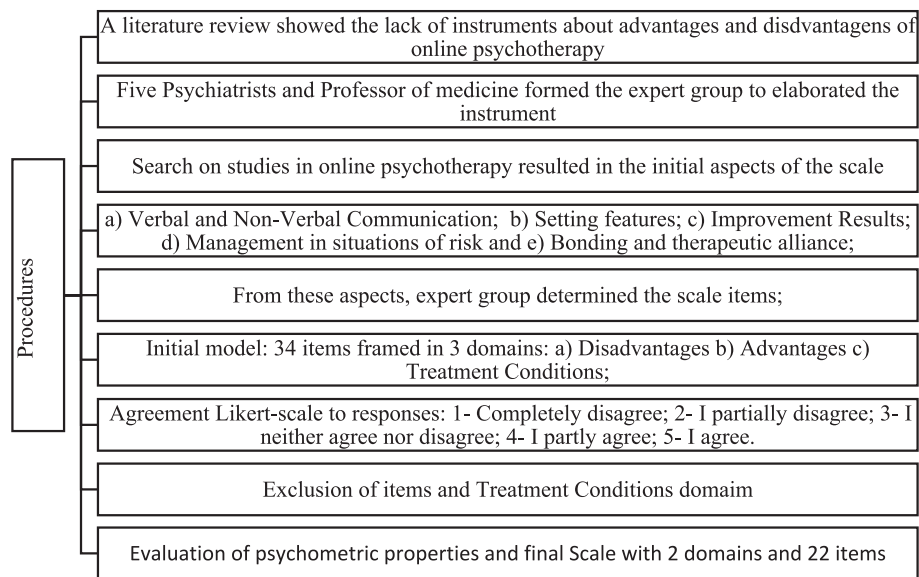 Procedures
A literature review showed the lack of instruments about advantages and disdvantagens of
online psychotherapy
Five Psychiatrists and Professor of medicine formed the expert group to elaborated the
instrument
Search on studies in online psychotherapy resulted in the initial aspects of the scale
a) Verbal and Non-Verbal Communication; b) Setting features; c) Improvement Results;
d) Management in situations of risk and e) Bonding and therapeutic alliance;
From these aspects, expert group determined the scale items;
Initial model: 34 items framed in 3 domains: a) Disadvantages b) Advantages c)
Treatment Conditions;
Agreement Likert-scale to responses: 1- Completely disagree; 2- I partially disagree; 3- I
neither agree nor disagree; 4- I partly agree; 5- I agree.
Exclusion of items and Treatment Conditions domaim
Evaluation of psychometric properties and final Scale with 2 domains and 22 items